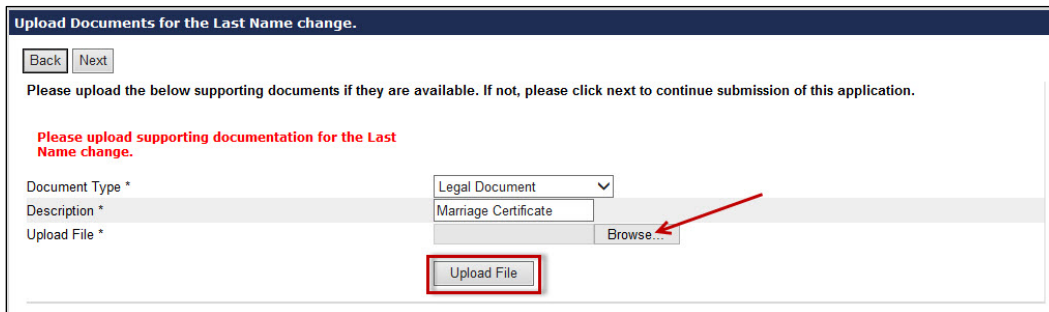 Upload Documents for the Last Name change.
Back Next
Please upload the below supporting documents if they are available. If not, please click next to continue submission of this application.
Please upload supporting documentation for the Last
Name change.
Document Type * Legal Document
Description * Marriage Certificate
Upload File * Browse...
Upload File